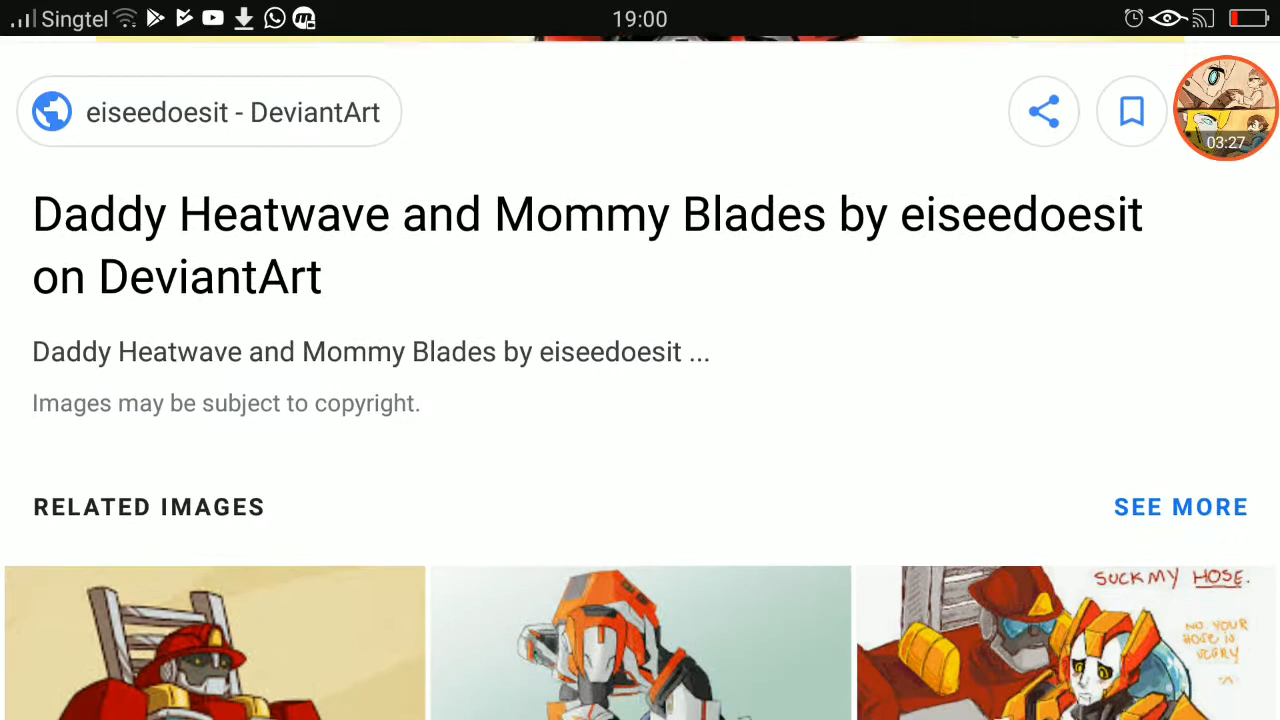 Singtel
19:00
eiseedoesit - DeviantArt
03:27
Daddy Heatwave and Mommy Blades by eiseedoesit
on DeviantArt
Daddy Heatwave and Mommy Blades by eiseedoesit ...
Images may be subject to copyright.
RELATED IMAGES
SEE MORE
SUCK MY HOSE.
NO. YOUR
HOSE IS